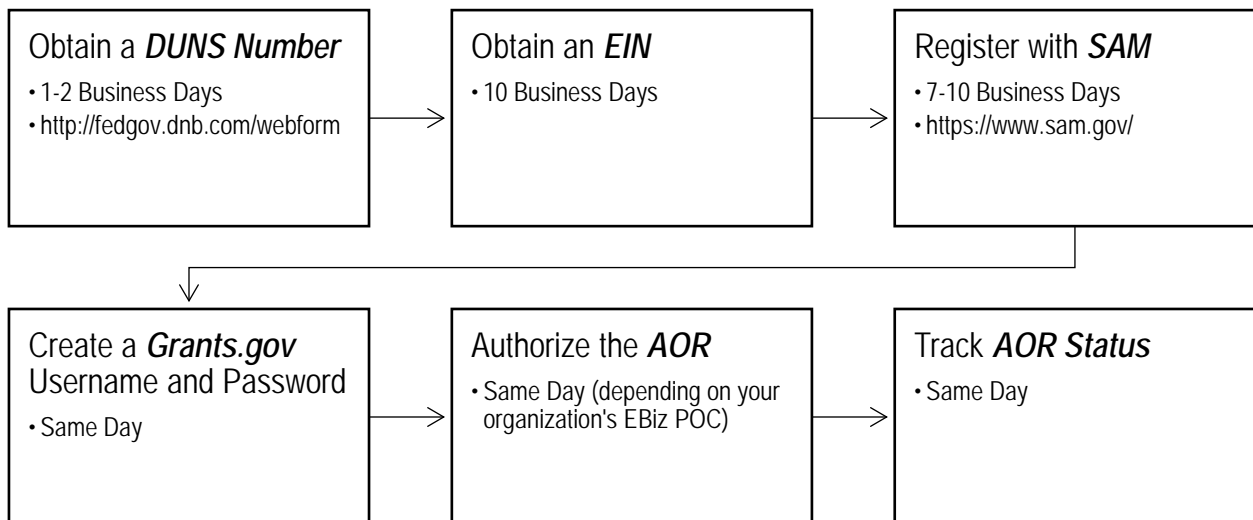 Obtain a DUNS Number
• 1-2 Business Days
• http://fedgov.dnb.com/webform
Obtain an EIN
• 10 Business Days
Register with SAM
• 7-10 Business Days
• https://www.sam.gov/
Create a Grants.gov
Username and Password
• Same Day
Authorize the AOR
• Same Day (depending on your
organization's EBiz POC)
Track AOR Status
• Same Day